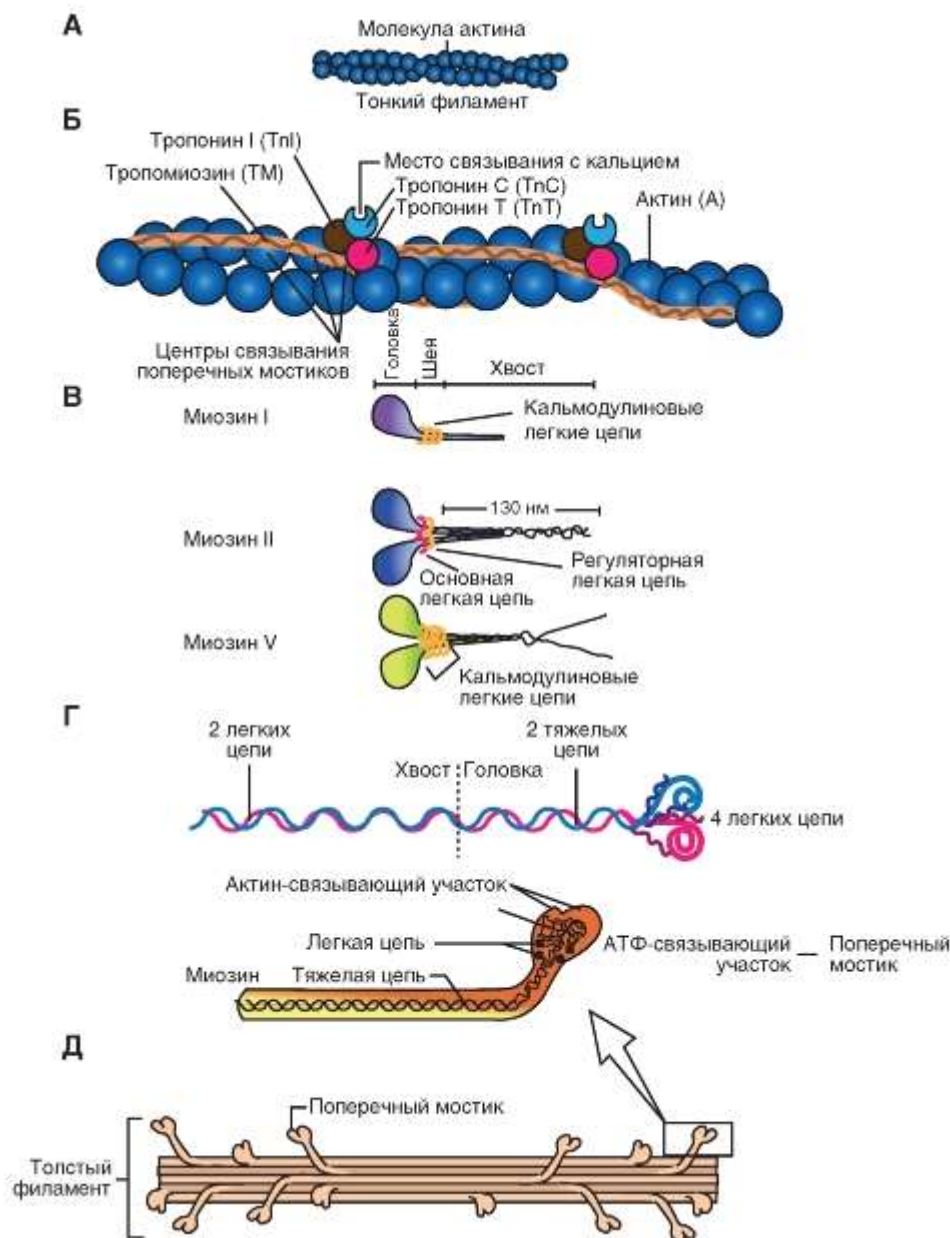 А
Молекула актина
Тонкий филамент
Б
Тропонин I (TnI)
Место связывания с кальцием
Тропомиозин (ТМ)
Тропонин С (TnC)
Тропонин Т (TnT)
Актин (А)
Центры связывания
поперечных мостиков
Головка
Шея
Хвост
В
Миозин I
Кальмодулиновые
легкие цепи
130 нм
Миозин II
Регуляторная
легкая цепь
Основная
легкая цепь
Миозин V
Кальмодулиновые
легкие цепи
Г
2 легких
цепи
2 тяжелых
цепи
Хвост
Головка
4 легких цепи
Актин-связывающий участок
Легкая цепь
АТФ-связывающий
участок
Поперечный
мостик
Миозин
Тяжелая цепь
Д
Поперечный мостик
Толстый
филамент